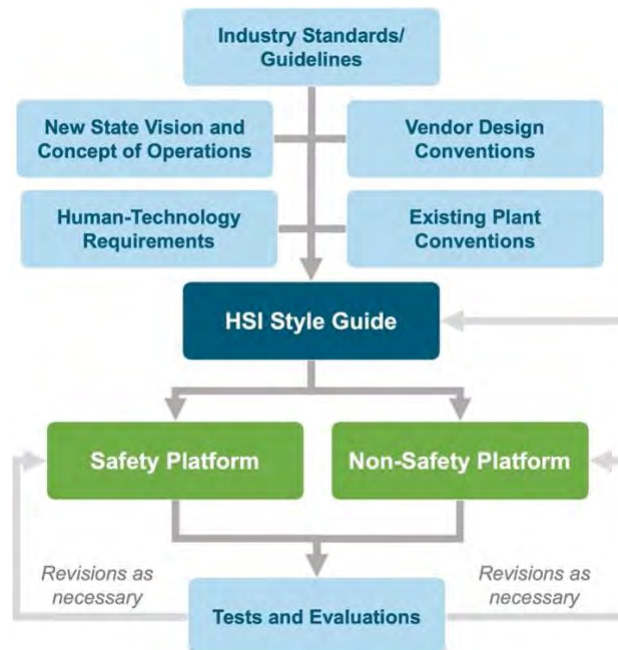 Industry Standards/
Guidelines
New State Vision and
Concept of Operations
Vendor Design
Conventions
Human-Technology
Requirements
Existing Plant
Conventions
HSI Style Guide
Safety Platform
Non-Safety Platform
Revisions as
necessary
Revisions as
necessary
Tests and Evaluations